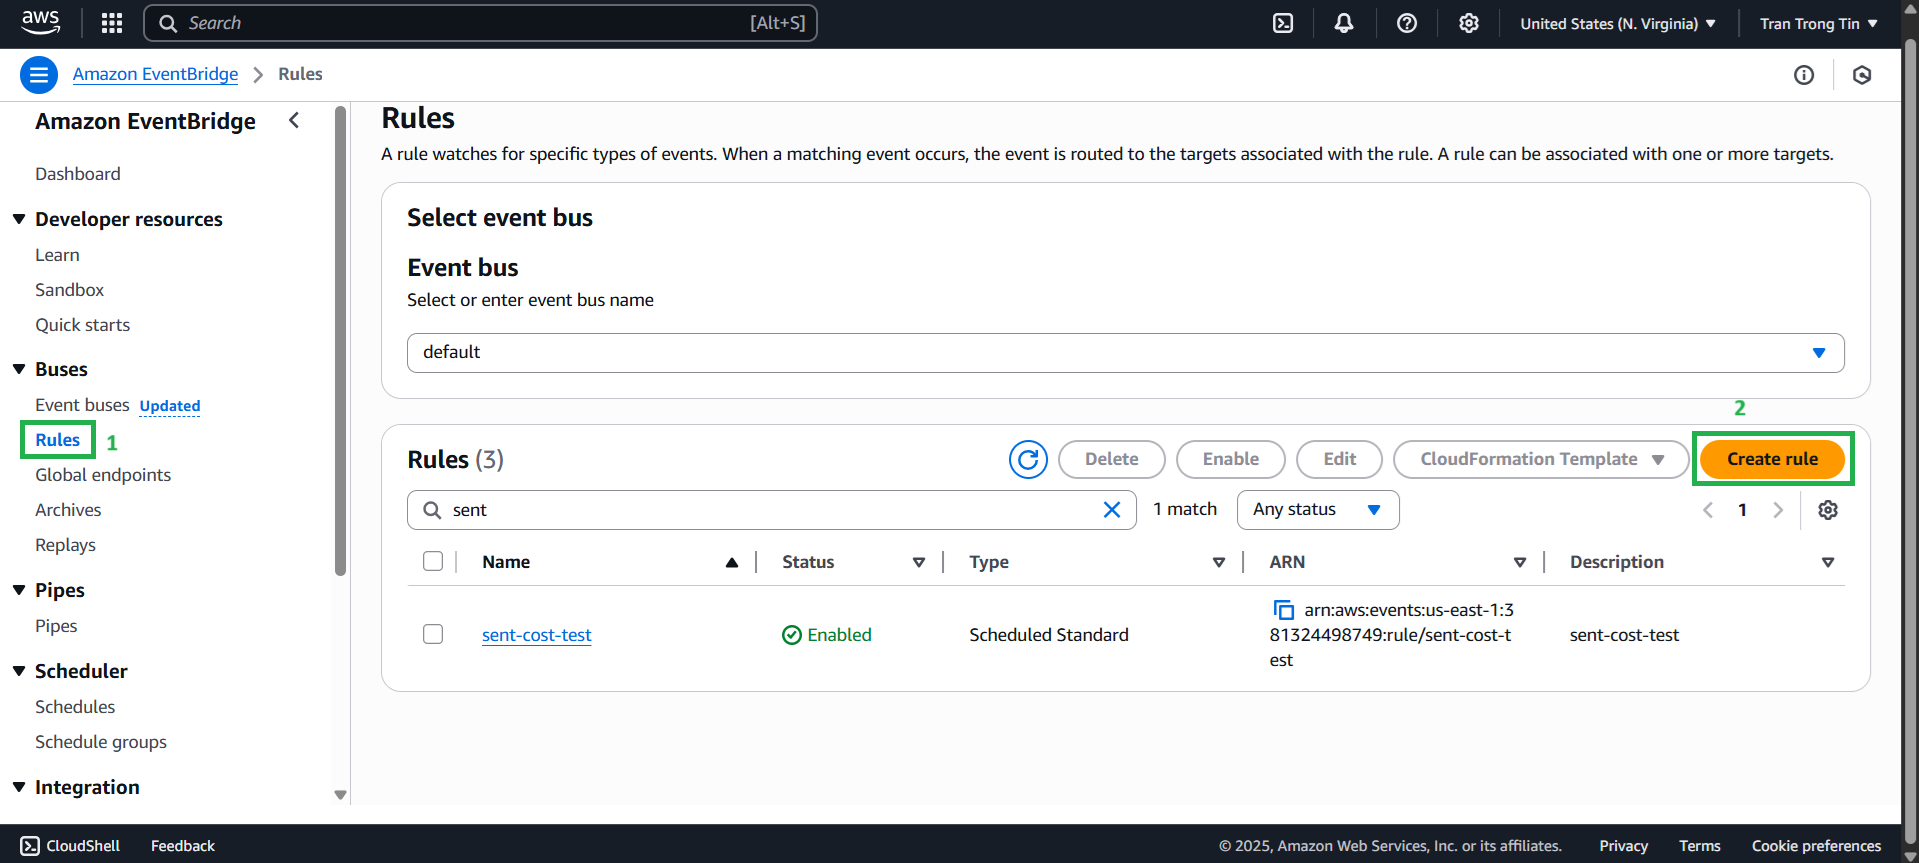 aws
Search [Alt+S]
United States (N. Virginia)
Tran Trong Tin
Amazon EventBridge
Rules
Amazon EventBridge
Dashboard
Developer resources
Learn
Sandbox
Quick starts
Buses
Event buses Updated
Rules 1
Global endpoints
Archives
Replays
Pipes
Pipes
Scheduler
Schedules
Schedule groups
Integration
Rules
A rule watches for specific types of events. When a matching event occurs, the event is routed to the targets associated with the rule. A rule can be associated with one or more targets.
Select event bus
Event bus
Select or enter event bus name
default
2
Rules (3)
Delete
Enable
Edit
CloudFormation Template
Create rule
sent
1 match
Any status
1
Name
Status
Type
ARN
Description
sent-cost-test
Enabled
Scheduled Standard
arn:aws:events:us-east-1:3
81324498749:rule/sent-cost-t
est
sent-cost-test
CloudShell
Feedback
© 2025, Amazon Web Services, Inc. or its affiliates.
Privacy
Terms
Cookie preferences